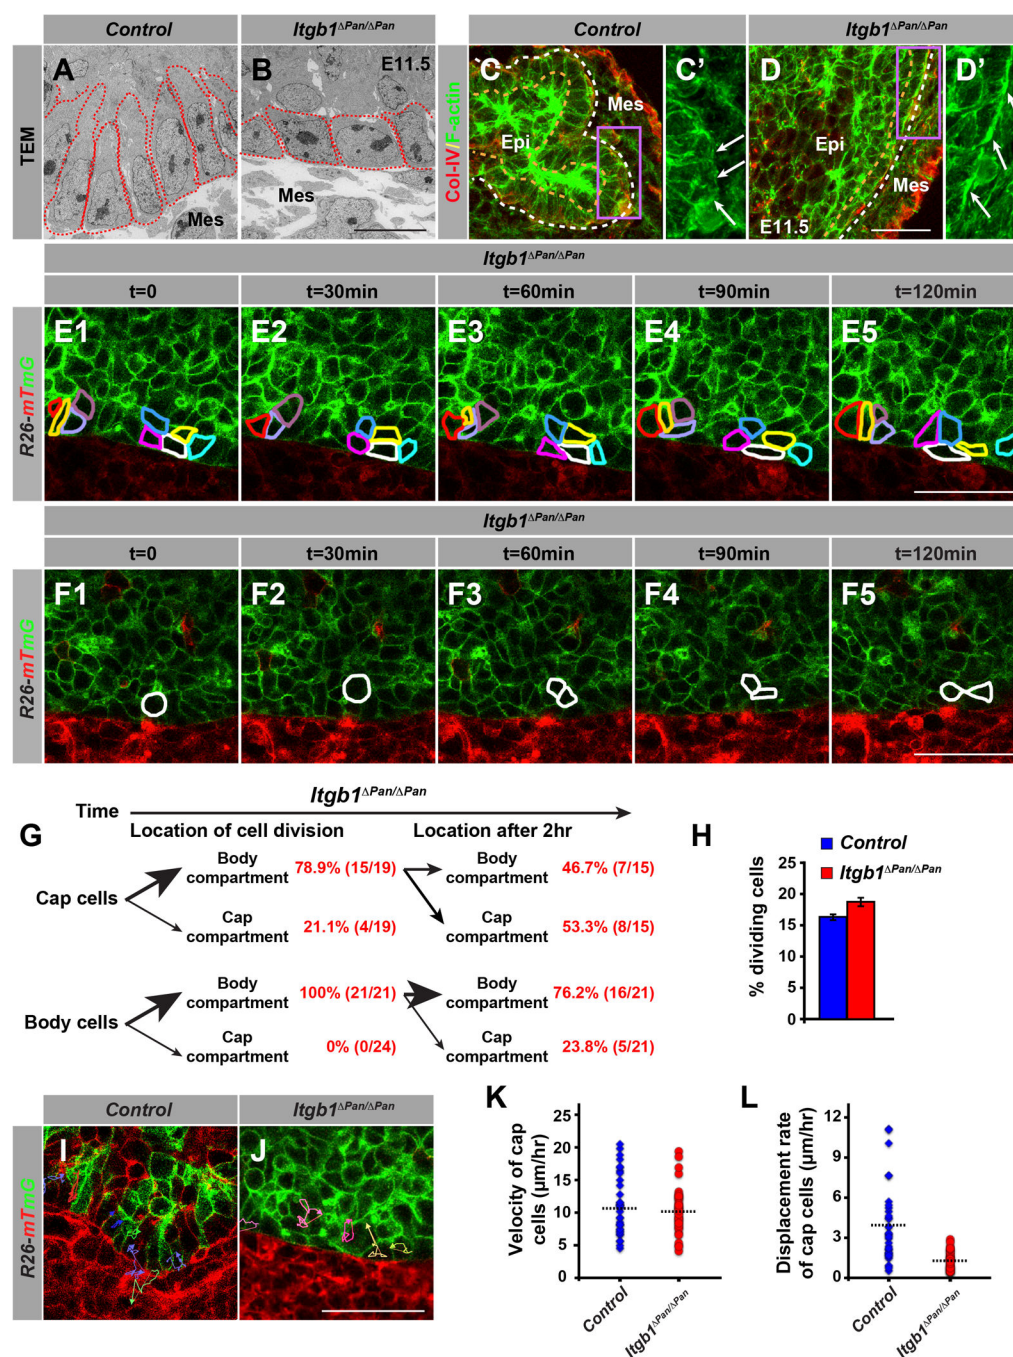 Control
Itgb1ΔPan/ΔPan
Control
Itgb1ΔPan/ΔPan
TEM
A
Mes
B
E11.5
Mes
Col-IV/F-actin
C
Epi
Mes
C'
D
Epi
Mes
E11.5
D'
Itgb1ΔPan/ΔPan
t=0
t=30min
t=60min
t=90min
t=120min
R26-mTmG
E1
E2
E3
E4
E5
Itgb1ΔPan/ΔPan
t=0
t=30min
t=60min
t=90min
t=120min
R26-mTmG
F1
F2
F3
F4
F5
G
Time
Itgb1ΔPan/ΔPan
Location of cell division
Location after 2hr
Cap cells
Body compartment
78.9% (15/19)
Body compartment
46.7% (7/15)
Cap compartment
21.1% (4/19)
Cap compartment
53.3% (8/15)
Body cells
Body compartment
100% (21/21)
Body compartment
76.2% (16/21)
Cap compartment
0% (0/24)
Cap compartment
23.8% (5/21)
H
Control
Itgb1ΔPan/ΔPan
% dividing cells
25
20
15
10
5
0
Control
Itgb1ΔPan/ΔPan
R26-mTmG
I
J
K
Velocity of cap
cells (µm/hr)
25
20
15
10
5
0
Control
Itgb1ΔPan/ΔPan
L
Displacement rate
of cap cells (µm/hr)
12
9
6
3
0
Control
Itgb1ΔPan/ΔPan